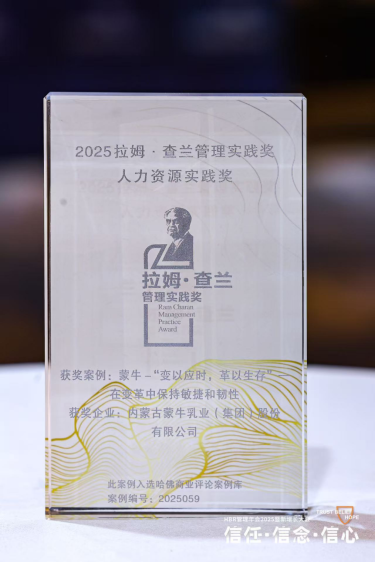 2025拉姆·查兰管理实践奖
人力资源实践奖
拉姆·查兰
管理实践奖
Ram Charan
Management
Practice
Award
获奖案例：蒙牛-“变以应时，革以生存”—
在变革中保持敏捷和韧性
获奖企业：内蒙古蒙牛乳业（集团）股份
有限公司
此案例入选哈佛商业评论案例库
案例编号：2025059
TRUST BELIEF
HOPE
信任·信念·信心